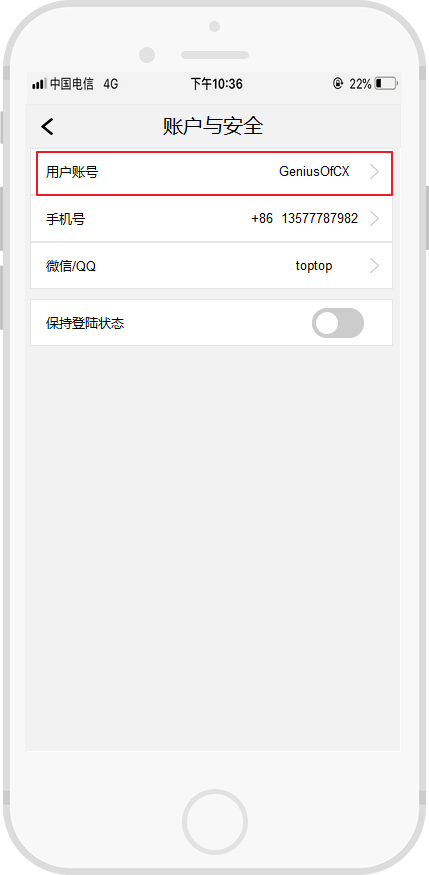 中国电信 4G 下午10:36 22%
账户与安全
用户账号 GeniusOfCX
手机号 +86 13577787982
微信/QQ toptop
保持登陆状态